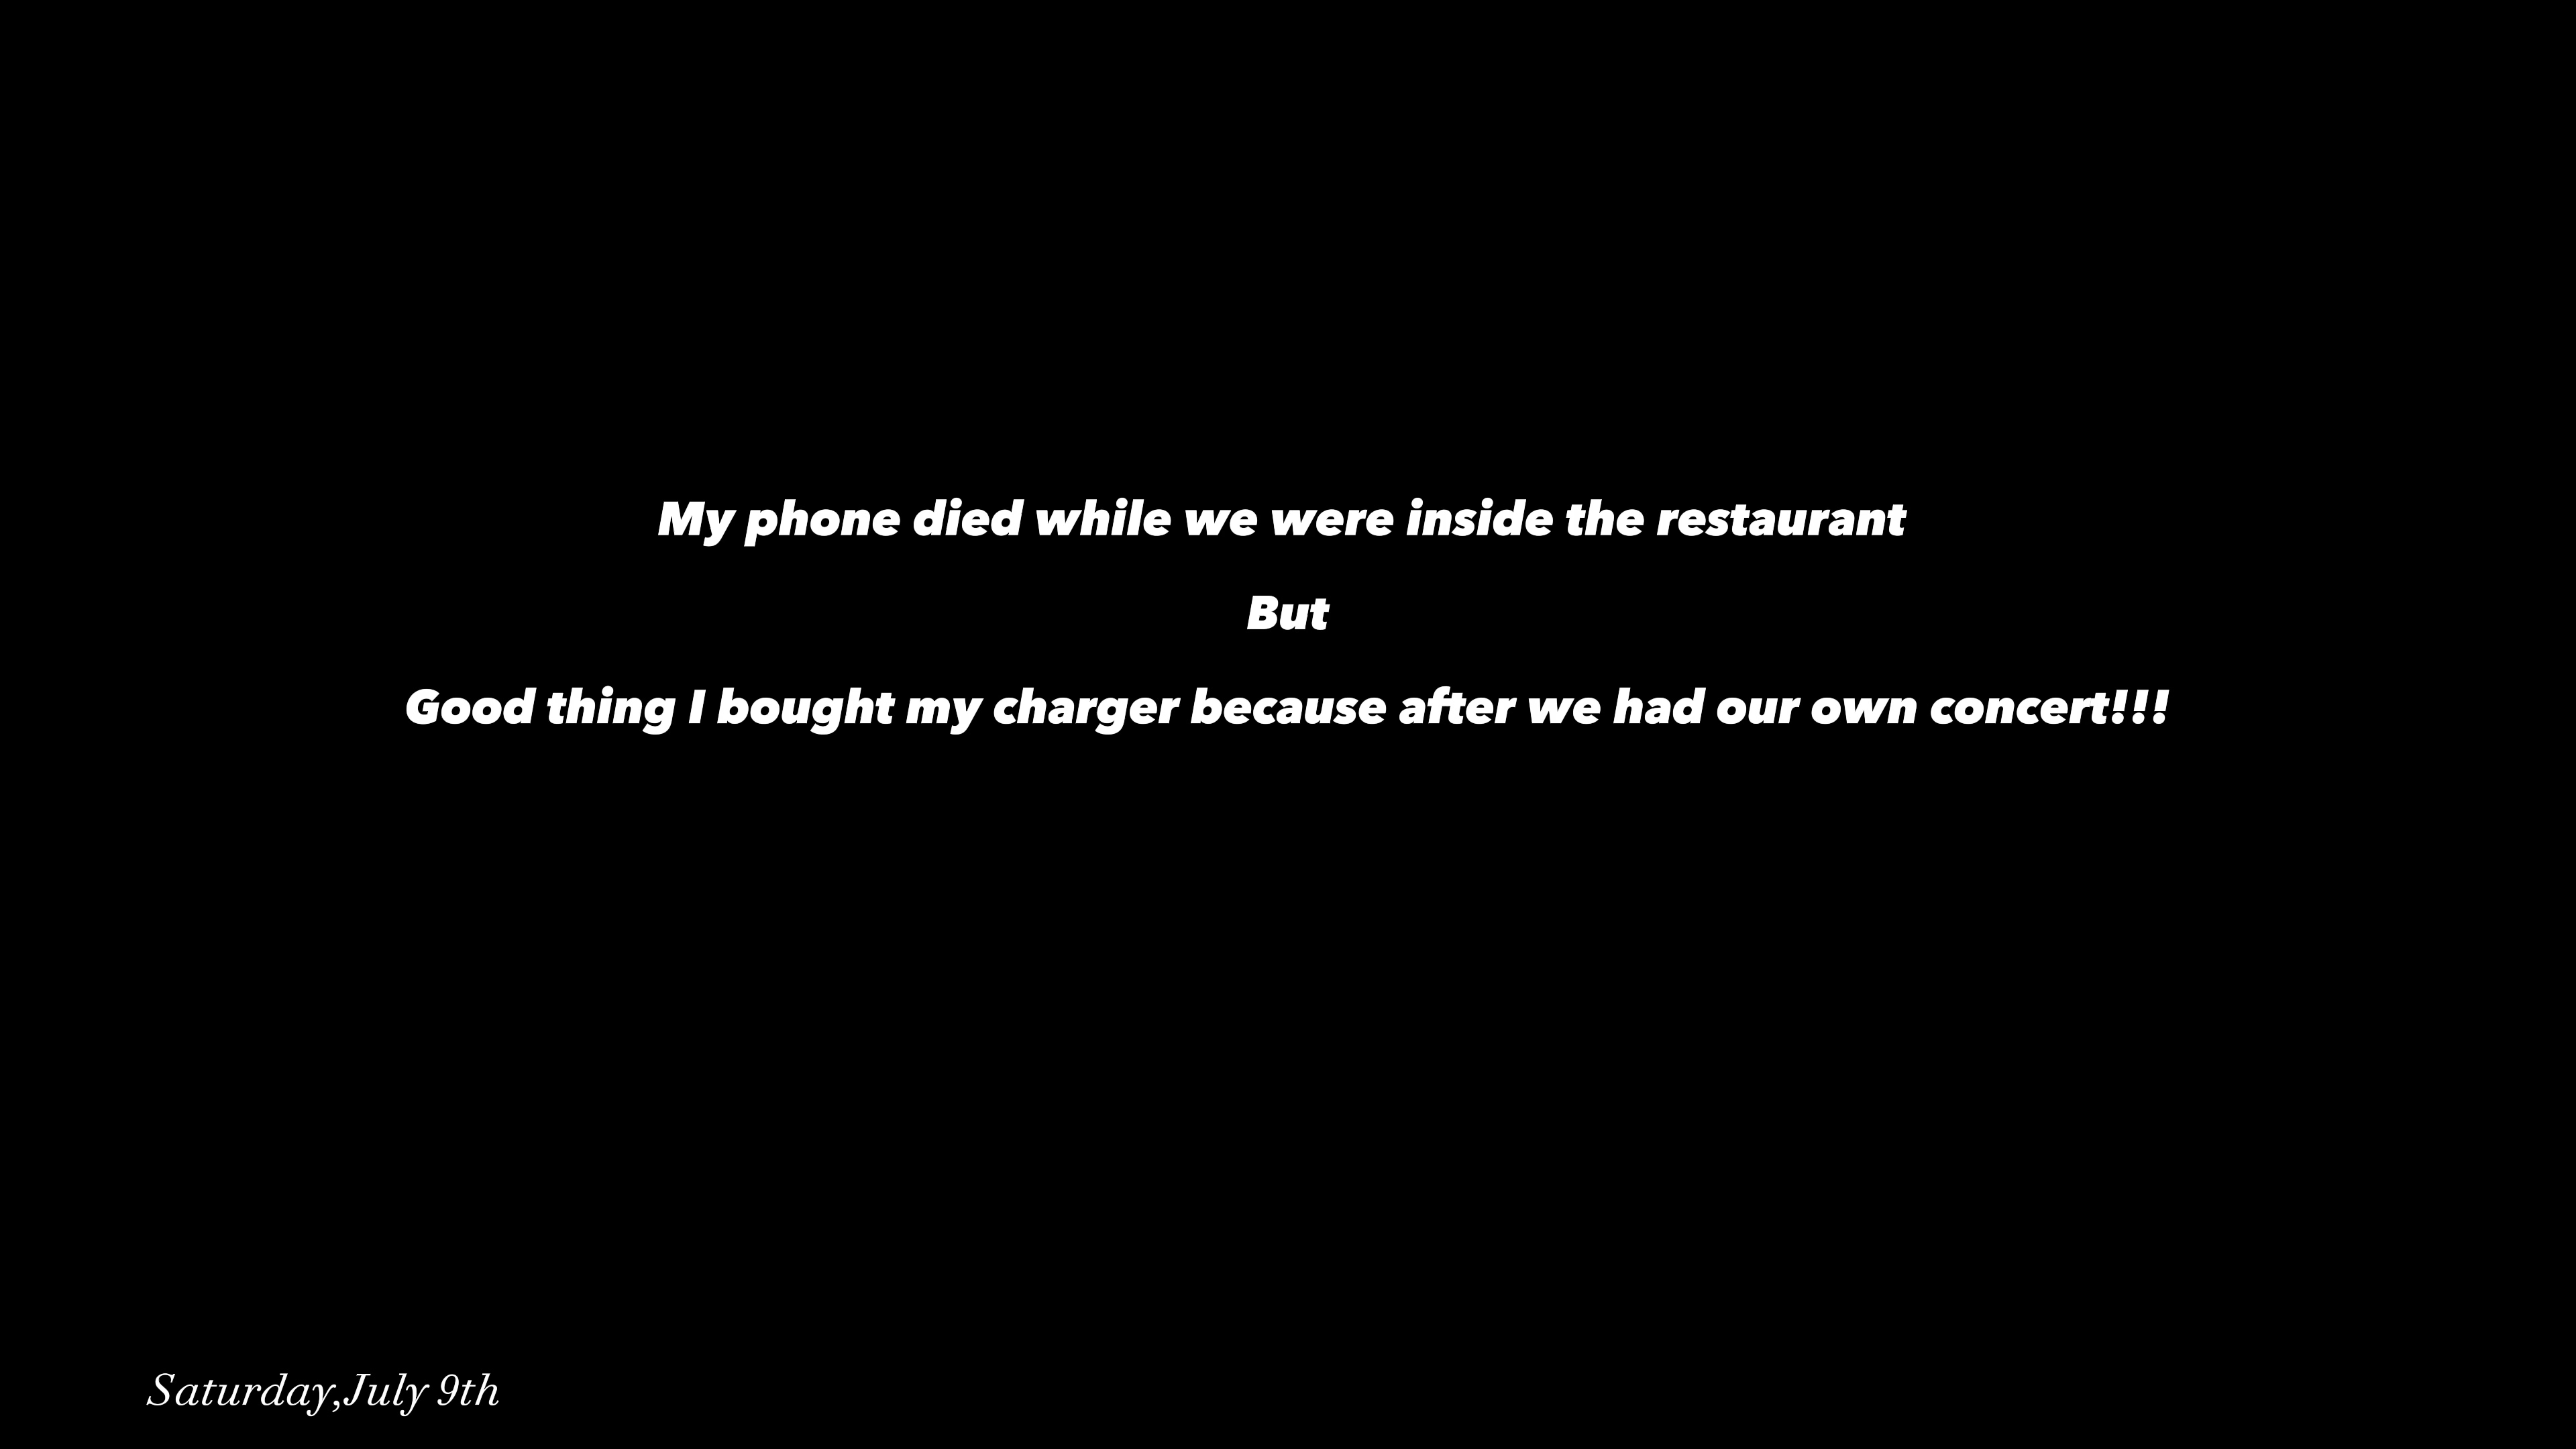 My phone died while we were inside the restaurant
But
Good thing I bought my charger because after we had our own concert!!!
Saturday,July 9th